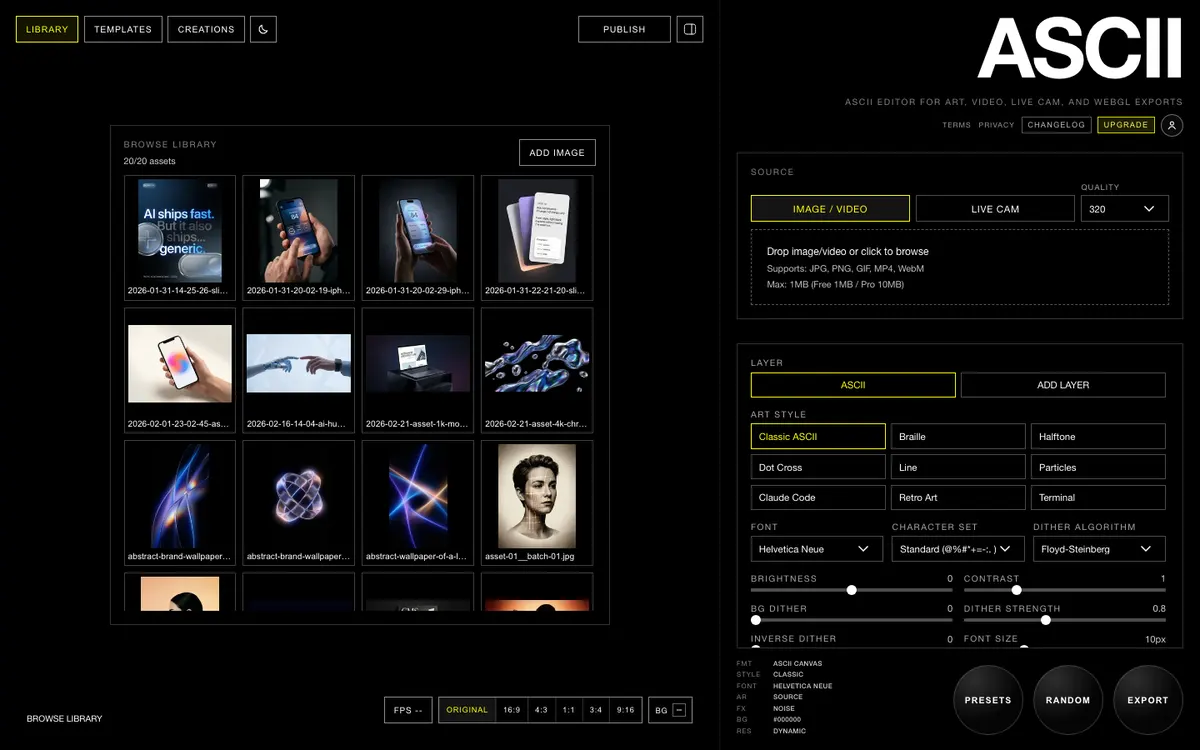 LIBRARY
TEMPLATES
CREATIONS
PUBLISH
ASCII
ASCII EDITOR FOR ART, VIDEO, LIVE CAM, AND WEBGL EXPORTS
TERMS PRIVACY CHANGELOG UPGRADE
BROWSE LIBRARY
20/20 assets
ADD IMAGE
AI ships fast.
But it also
ships...
generic.
2026-01-31-14-25-26-sli...
2026-01-31-20-02-19-iph...
2026-01-31-20-02-29-iph...
2026-01-31-22-21-20-sli...
2026-02-01-23-02-45-as...
2026-02-16-14-04-ai-hu...
2026-02-21-asset-1k-mo...
2026-02-21-asset-4k-chr...
abstract-brand-wallpaper...
abstract-brand-wallpaper...
abstract-wallpaper-of-a-l...
asset-01__batch-01.jpg
BROWSE LIBRARY
FPS --
ORIGINAL 16:9 4:3 1:1 3:4 9:16
BG
SOURCE
IMAGE / VIDEO
LIVE CAM
QUALITY
320
Drop image/video or click to browse
Supports: JPG, PNG, GIF, MP4, WebM
Max: 1MB (Free 1MB / Pro 10MB)
LAYER
ASCII
ADD LAYER
ART STYLE
Classic ASCII
Braille
Halftone
Dot Cross
Line
Particles
Claude Code
Retro Art
Terminal
FONT
CHARACTER SET
DITHER ALGORITHM
Helvetica Neue
Standard (@%#*+=-:. )
Floyd-Steinberg
BRIGHTNESS 0
CONTRAST 1
BG DITHER 0
DITHER STRENGTH 0.8
INVERSE DITHER 0
FONT SIZE 10px
FMT ASCII CANVAS
STYLE CLASSIC
FONT HELVETICA NEUE
AR SOURCE
FX NOISE
BG #000000
RES DYNAMIC
PRESETS
RANDOM
EXPORT